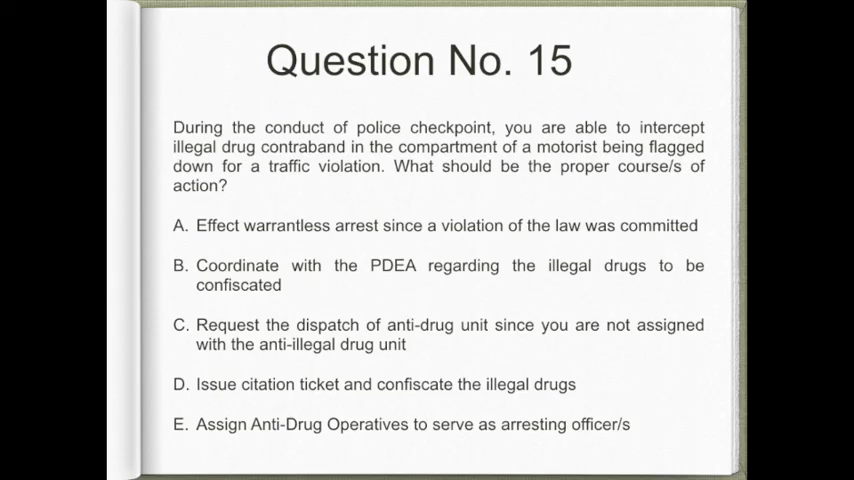 Question No. 15
During the conduct of police checkpoint, you are able to intercept
illegal drug contraband in the compartment of a motorist being flagged
down for a traffic violation. What should be the proper course/s of
action?
A. Effect warrantless arrest since a violation of the law was committed
B. Coordinate with the PDEA regarding the illegal drugs to be
confiscated
C. Request the dispatch of anti-drug unit since you are not assigned
with the anti-illegal drug unit
D. Issue citation ticket and confiscate the illegal drugs
E. Assign Anti-Drug Operatives to serve as arresting officer/s